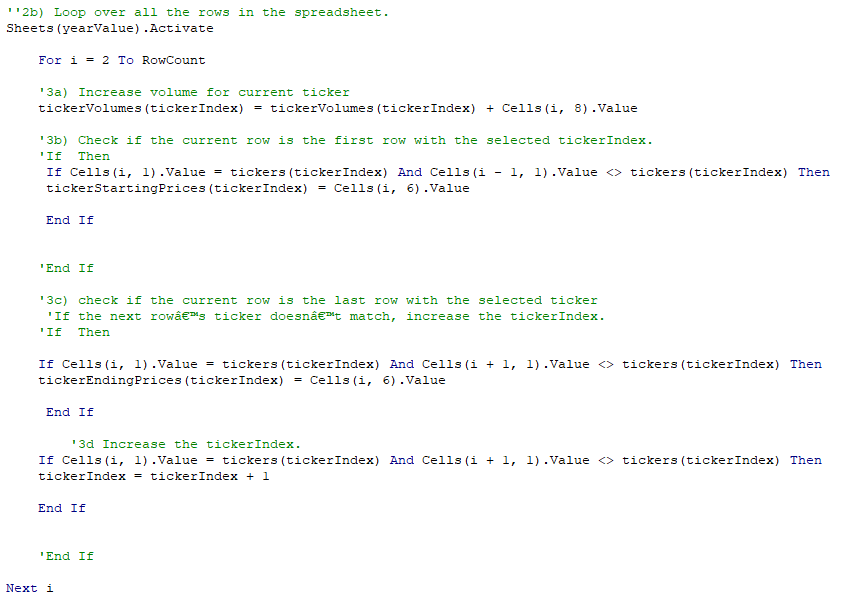 ''2b) Loop over all the rows in the spreadsheet.
Sheets(yearValue).Activate
For i = 2 To RowCount
'3a) Increase volume for current ticker
tickerVolumes(tickerIndex) = tickerVolumes(tickerIndex) + Cells(i, 8).Value
'3b) Check if the current row is the first row with the selected tickerIndex.
'If  Then
If Cells(i, 1).Value = tickers(tickerIndex) And Cells(i - 1, 1).Value <> tickers(tickerIndex) Then
tickerStartingPrices(tickerIndex) = Cells(i, 6).Value
End If
'End If
'3c) check if the current row is the last row with the selected ticker
'If the next rowâ€™s ticker doesnâ€™t match, increase the tickerIndex.
'If  Then
If Cells(i, 1).Value = tickers(tickerIndex) And Cells(i + 1, 1).Value <> tickers(tickerIndex) Then
tickerEndingPrices(tickerIndex) = Cells(i, 6).Value
End If
'3d Increase the tickerIndex.
If Cells(i, 1).Value = tickers(tickerIndex) And Cells(i + 1, 1).Value <> tickers(tickerIndex) Then
tickerIndex = tickerIndex + 1
End If
'End If
Next i